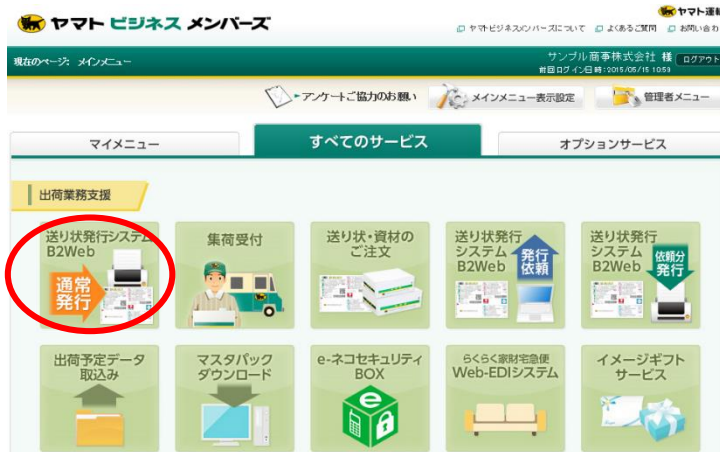 ヤマト ビジネス メンバーズ
ヤマト運輸
ヤマトビジネスメンバーズについて よくあるご質問 お問い合わ
現在のページ: メインメニュー
サンプル商事株式会社 様 ログアウト
前回ログイン日時:2015/05/15 10:59
アンケートご協力のお願い メインメニュー表示設定 管理者メニュー
マイメニュー すべてのサービス オプションサービス
出荷業務支援
送り状発行システム
B2Web
通常
発行
集荷受付
送り状・資材の
ご注文
送り状発行
システム
B2Web
発行
依頼
送り状発行
システム
B2Web
依頼分
発行
出荷予定データ
取込み
マスタパック
ダウンロード
e-ネコセキュリティ
BOX
らくらく家財宅急便
Web-EDIシステム
イメージギフト
サービス